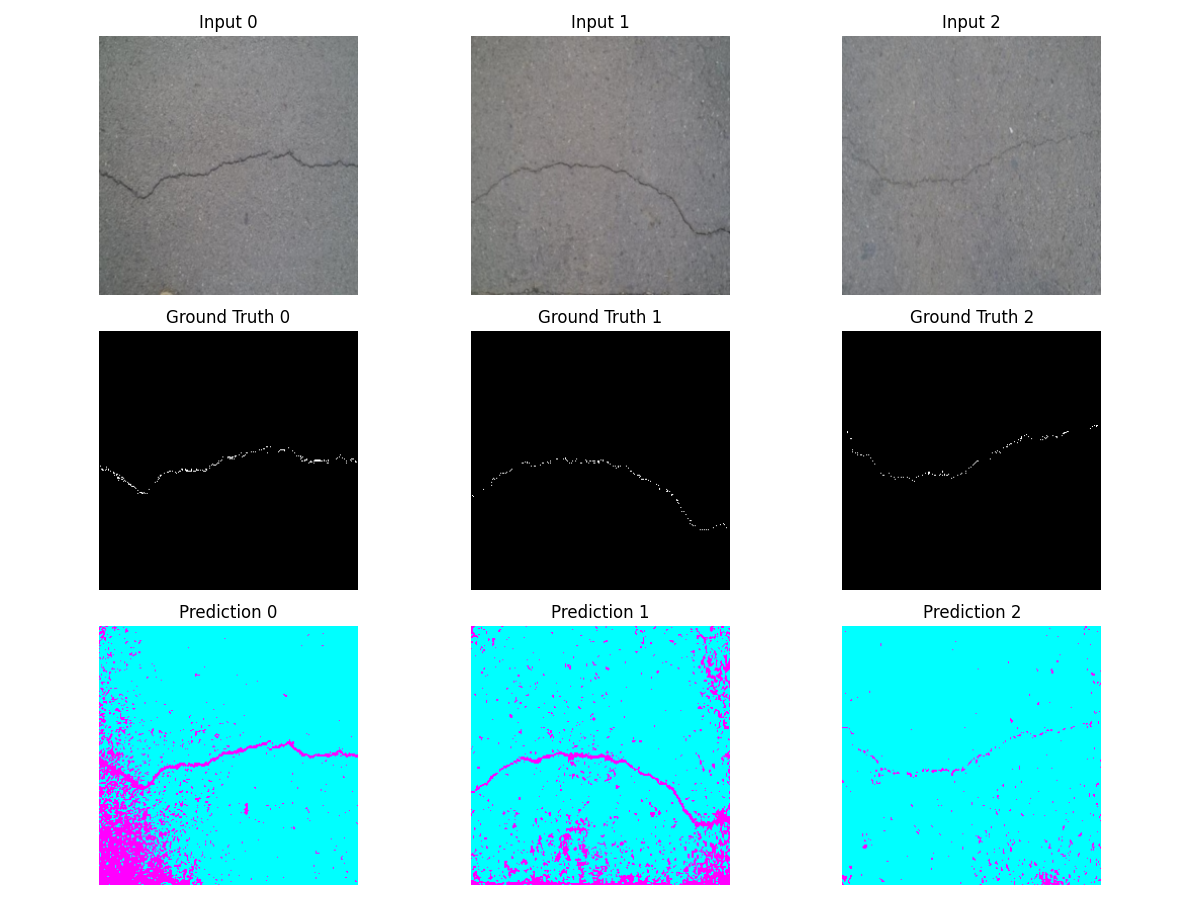 Input 0
Input 1
Input 2
Ground Truth 0
Ground Truth 1
Ground Truth 2
Prediction 0
Prediction 1
Prediction 2